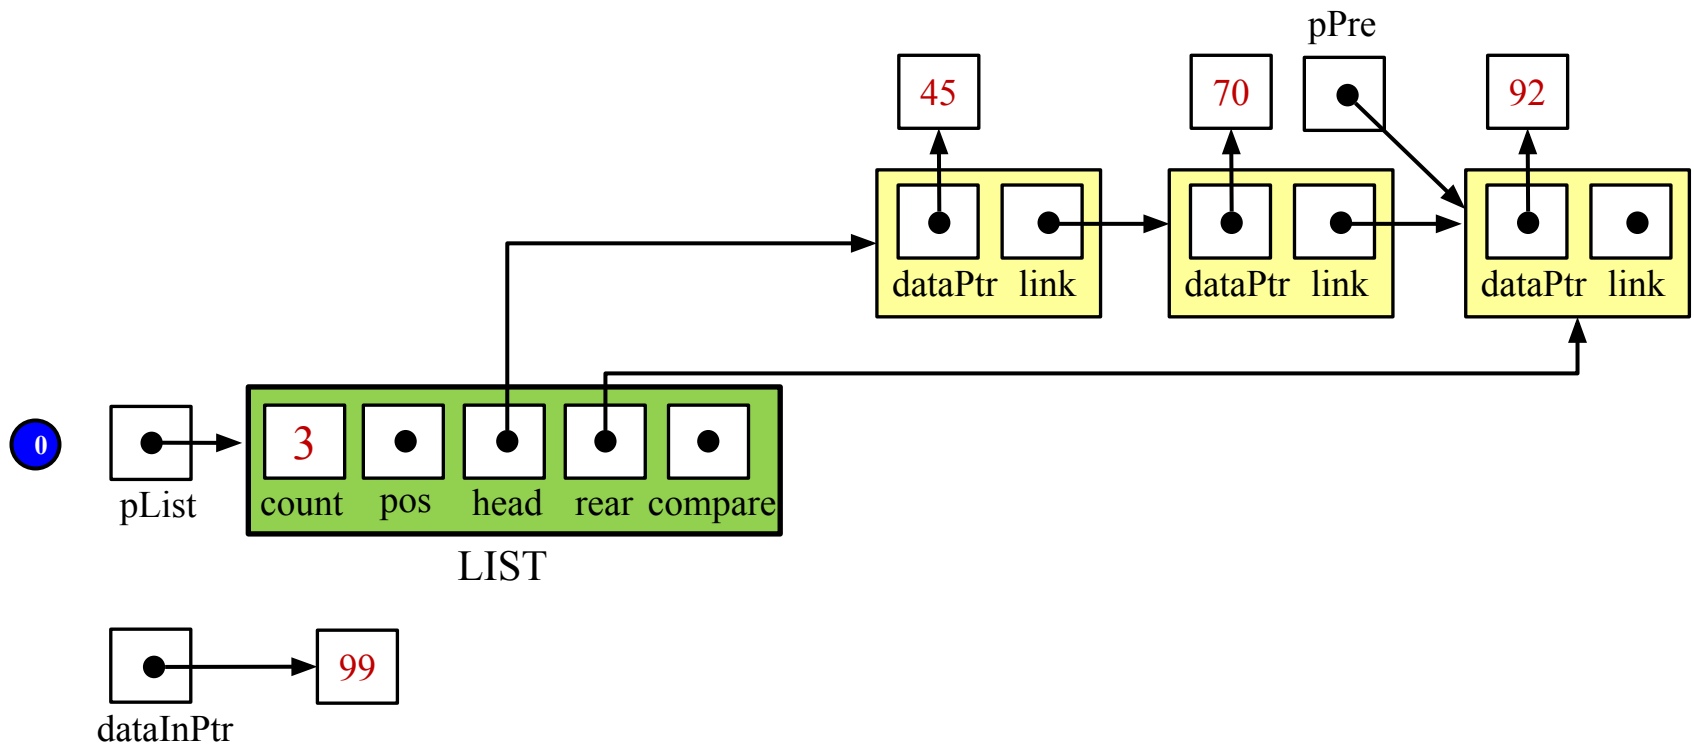 pPre
45
70
92
dataPtr link
dataPtr link
dataPtr link
0
3
pList
count pos head rear compare
LIST
99
dataInPtr